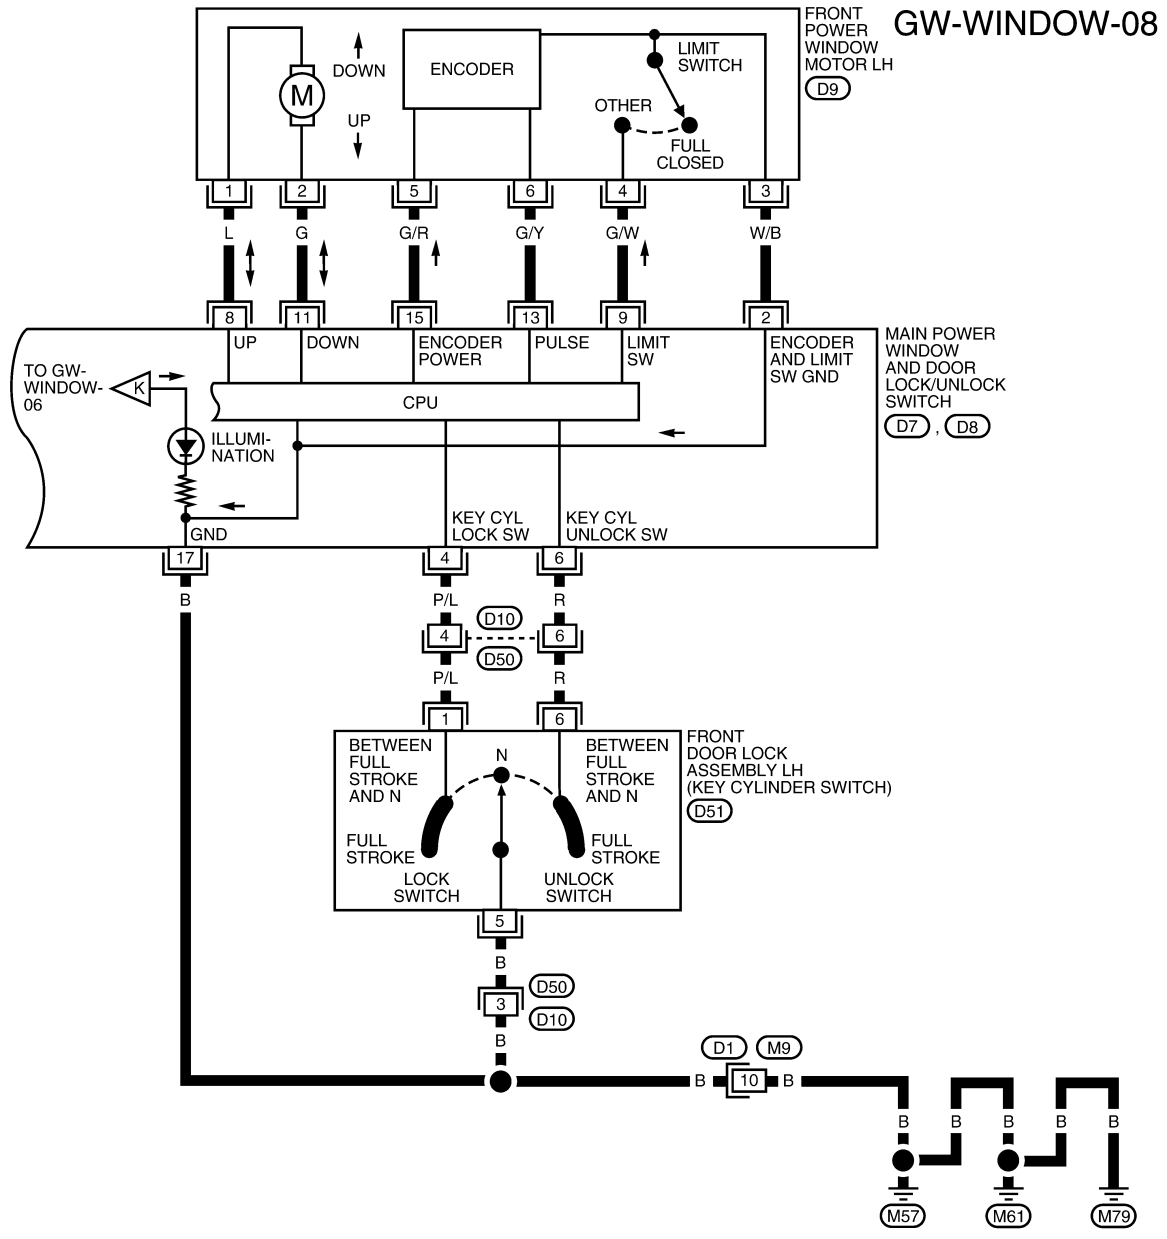 GW-WINDOW-08
FRONT
POWER
WINDOW
MOTOR LH
D9
DOWN
UP
M
ENCODER
LIMIT
SWITCH
OTHER
FULL
CLOSED
1 2 5 6 4 3
L G G/R G/Y G/W W/B
8 11 15 13 9 2
UP
DOWN
ENCODER
POWER
PULSE
LIMIT
SW
ENCODER
AND LIMIT
SW GND
MAIN POWER
WINDOW
AND DOOR
LOCK/UNLOCK
SWITCH
D7 , D8
TO GW-
WINDOW-
06
K
CPU
ILLUMI-
NATION
GND
KEY CYL
LOCK SW
KEY CYL
UNLOCK SW
17 4 6
B P/L R
D10
4 6
D50
P/L R
1 6
FRONT
DOOR LOCK
ASSEMBLY LH
(KEY CYLINDER SWITCH)
D51
BETWEEN
FULL
STROKE
AND N
N
BETWEEN
FULL
STROKE
AND N
FULL
STROKE
FULL
STROKE
LOCK
SWITCH
UNLOCK
SWITCH
5
B
D50
3
D10
B
D1 M9
B 10 B
B B B B B
M57 M61 M79